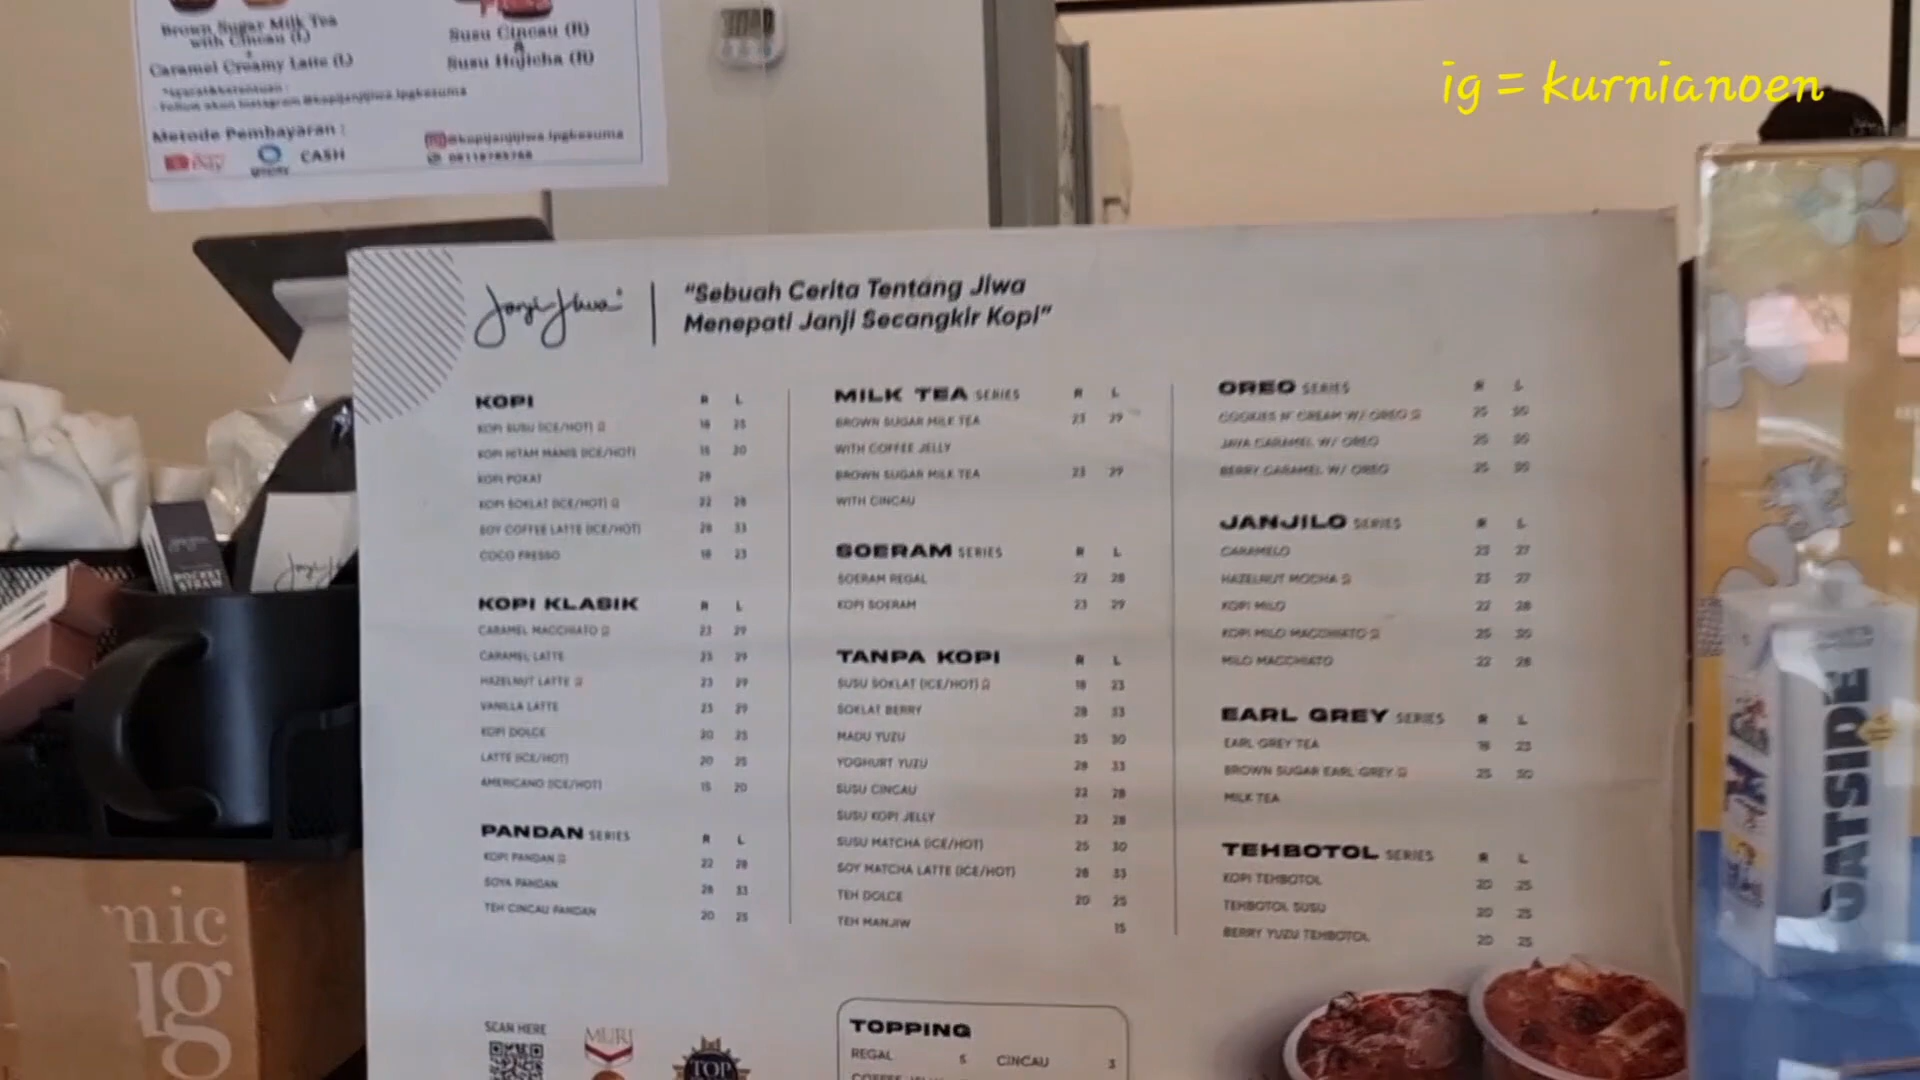 ig = kurnianoen
Brown Sugar Milk Tea
with Cincau (L)
+
Caramel Creamy Latte (L)
Susu Cincau (R)
&
Susu Hojicha (R)
Metode Pembayaran :
CASH
@kopijanjijiwa.lpgkesuma
Janji Jiwa
"Sebuah Cerita Tentang Jiwa
Menepati Janji Secangkir Kopi"
KOPI R L
KOPI SUSU (ICE/HOT) 18 25
KOPI HITAM MANIS (ICE/HOT) 15 20
KOPI POKAT 28
KOPI SOKLAT (ICE/HOT) 22 28
SOY COFFEE LATTE (ICE/HOT) 28 33
COCO PRESSO 18 23
KOPI KLASIK R L
CARAMEL MACCHIATO 23 29
CARAMEL LATTE 23 29
HAZELNUT LATTE 23 29
VANILLA LATTE 23 29
KOPI DOLCE 20 25
LATTE (ICE/HOT) 20 25
AMERICANO (ICE/HOT) 15 20
PANDAN SERIES R L
KOPI PANDAN 22 28
SOYA PANDAN 28 33
TEH CINCAU PANDAN 20 25
SCAN HERE
MURI
TOP
MILK TEA SERIES R L
BROWN SUGAR MILK TEA 23 29
WITH COFFEE JELLY
BROWN SUGAR MILK TEA 23 29
WITH CINCAU
SOERAM SERIES R L
SOERAM REGAL 22 28
KOPI SOERAM 23 29
TANPA KOPI R L
SUSU SOKLAT (ICE/HOT) 18 23
SOKLAT BERRY 28 33
MADU YUZU 25 30
YOGHURT YUZU 28 33
SUSU CINCAU 22 28
SUSU KOPI JELLY 22 28
SUSU MATCHA (ICE/HOT) 25 30
SOY MATCHA LATTE (ICE/HOT) 28 33
TEH DOLCE 20 25
TEH MANJIW 15
TOPPING
REGAL 5 CINCAU 3
OREO SERIES R L
COOKIES N' CREAM W/ OREO 25 30
JAVA CARAMEL W/ OREO 25 30
BERRY CARAMEL W/ OREO 25 30
JANJILO SERIES R L
CARAMELO 23 27
HAZELNUT MOCHA 23 27
KOPI MILO 22 28
KOPI MILO MACCHIATO 25 30
MILO MACCHIATO 22 28
EARL GREY SERIES R L
EARL GREY TEA 18 23
BROWN SUGAR EARL GREY 25 30
MILK TEA
TEHBOTOL SERIES R L
KOPI TEHBOTOL 20 25
TEHBOTOL SUSU 20 25
BERRY YUZU TEHBOTOL 20 25
POCKET
STRAW
mic
ig
OATSIDE